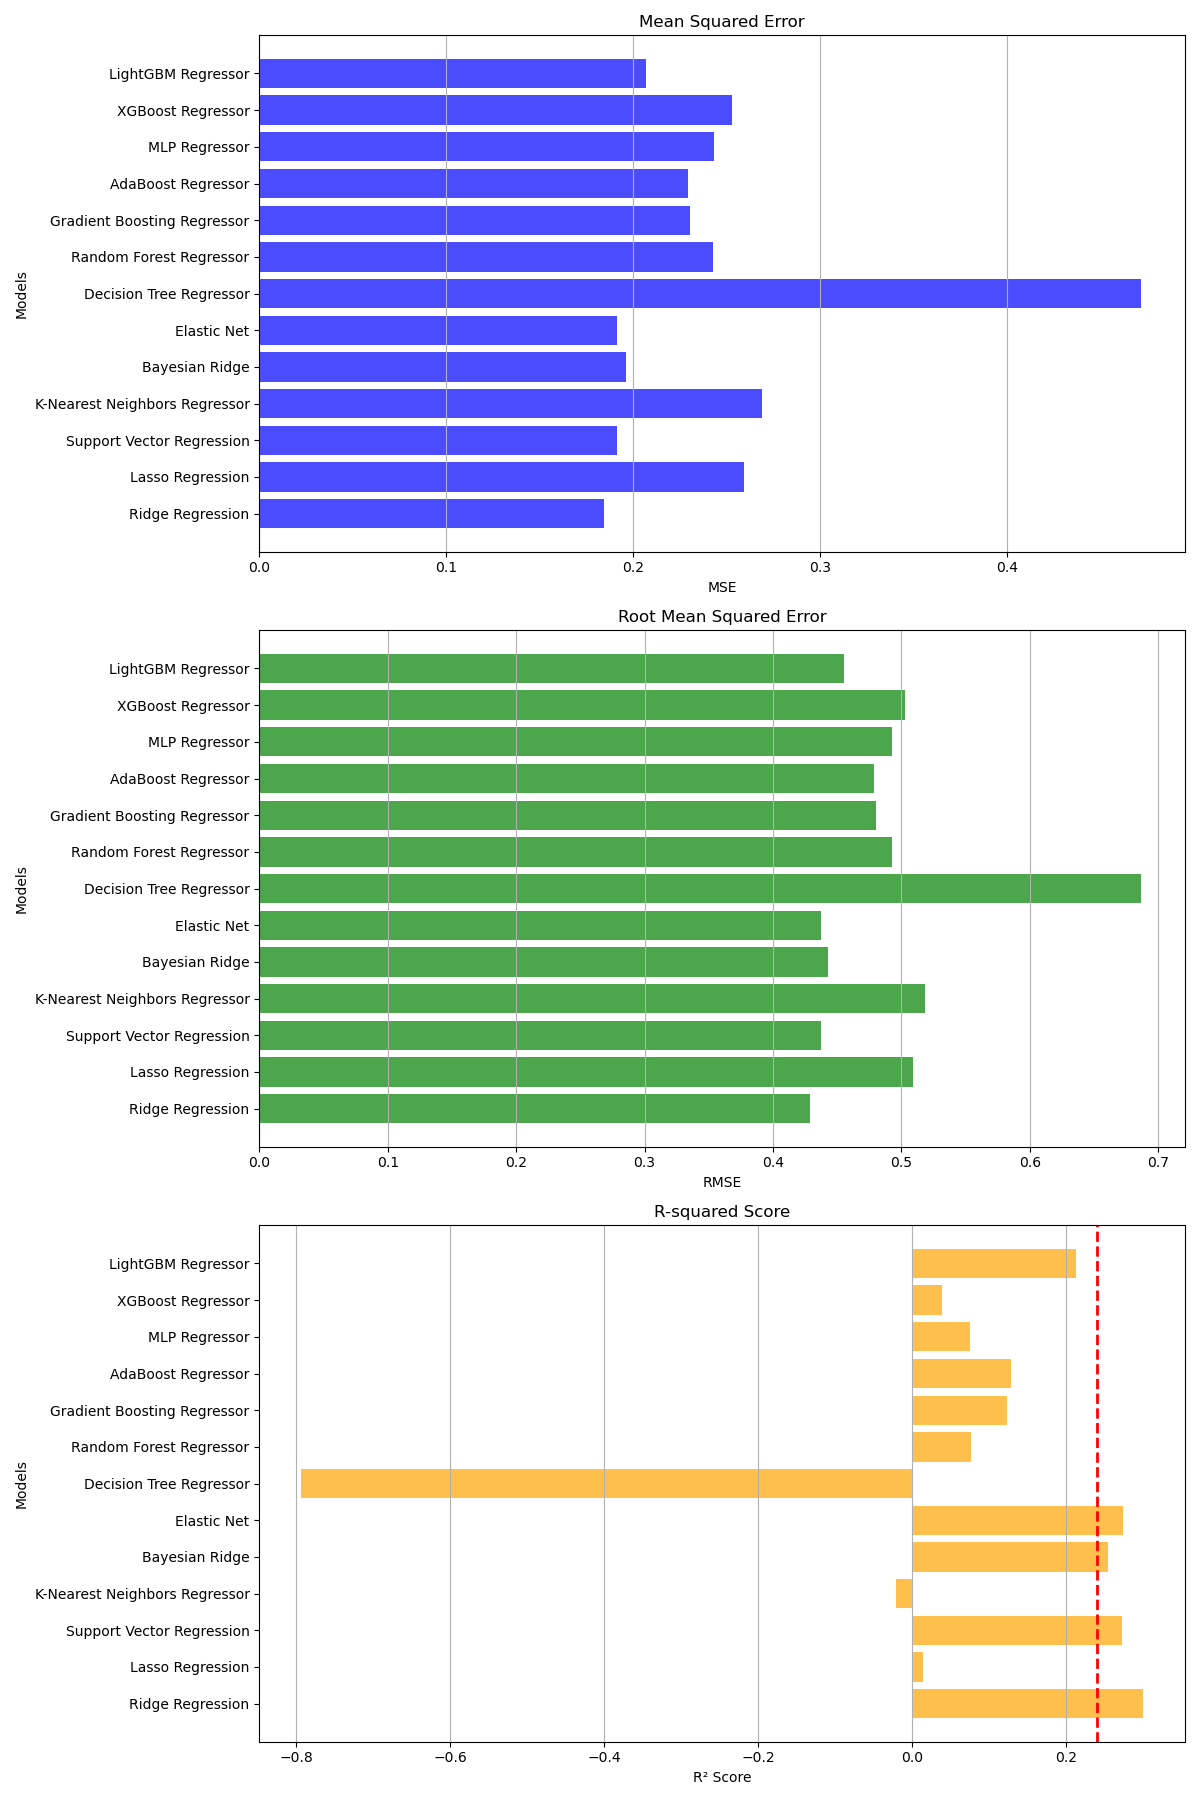 Mean Squared Error
LightGBM Regressor
XGBoost Regressor
MLP Regressor
AdaBoost Regressor
Gradient Boosting Regressor
Random Forest Regressor
Decision Tree Regressor
Elastic Net
Bayesian Ridge
K-Nearest Neighbors Regressor
Support Vector Regression
Lasso Regression
Ridge Regression
Models
0.0 0.1 0.2 0.3 0.4
MSE
Root Mean Squared Error
LightGBM Regressor
XGBoost Regressor
MLP Regressor
AdaBoost Regressor
Gradient Boosting Regressor
Random Forest Regressor
Decision Tree Regressor
Elastic Net
Bayesian Ridge
K-Nearest Neighbors Regressor
Support Vector Regression
Lasso Regression
Ridge Regression
Models
0.0 0.1 0.2 0.3 0.4 0.5 0.6 0.7
RMSE
R-squared Score
LightGBM Regressor
XGBoost Regressor
MLP Regressor
AdaBoost Regressor
Gradient Boosting Regressor
Random Forest Regressor
Decision Tree Regressor
Elastic Net
Bayesian Ridge
K-Nearest Neighbors Regressor
Support Vector Regression
Lasso Regression
Ridge Regression
Models
−0.8 −0.6 −0.4 −0.2 0.0 0.2
R² Score